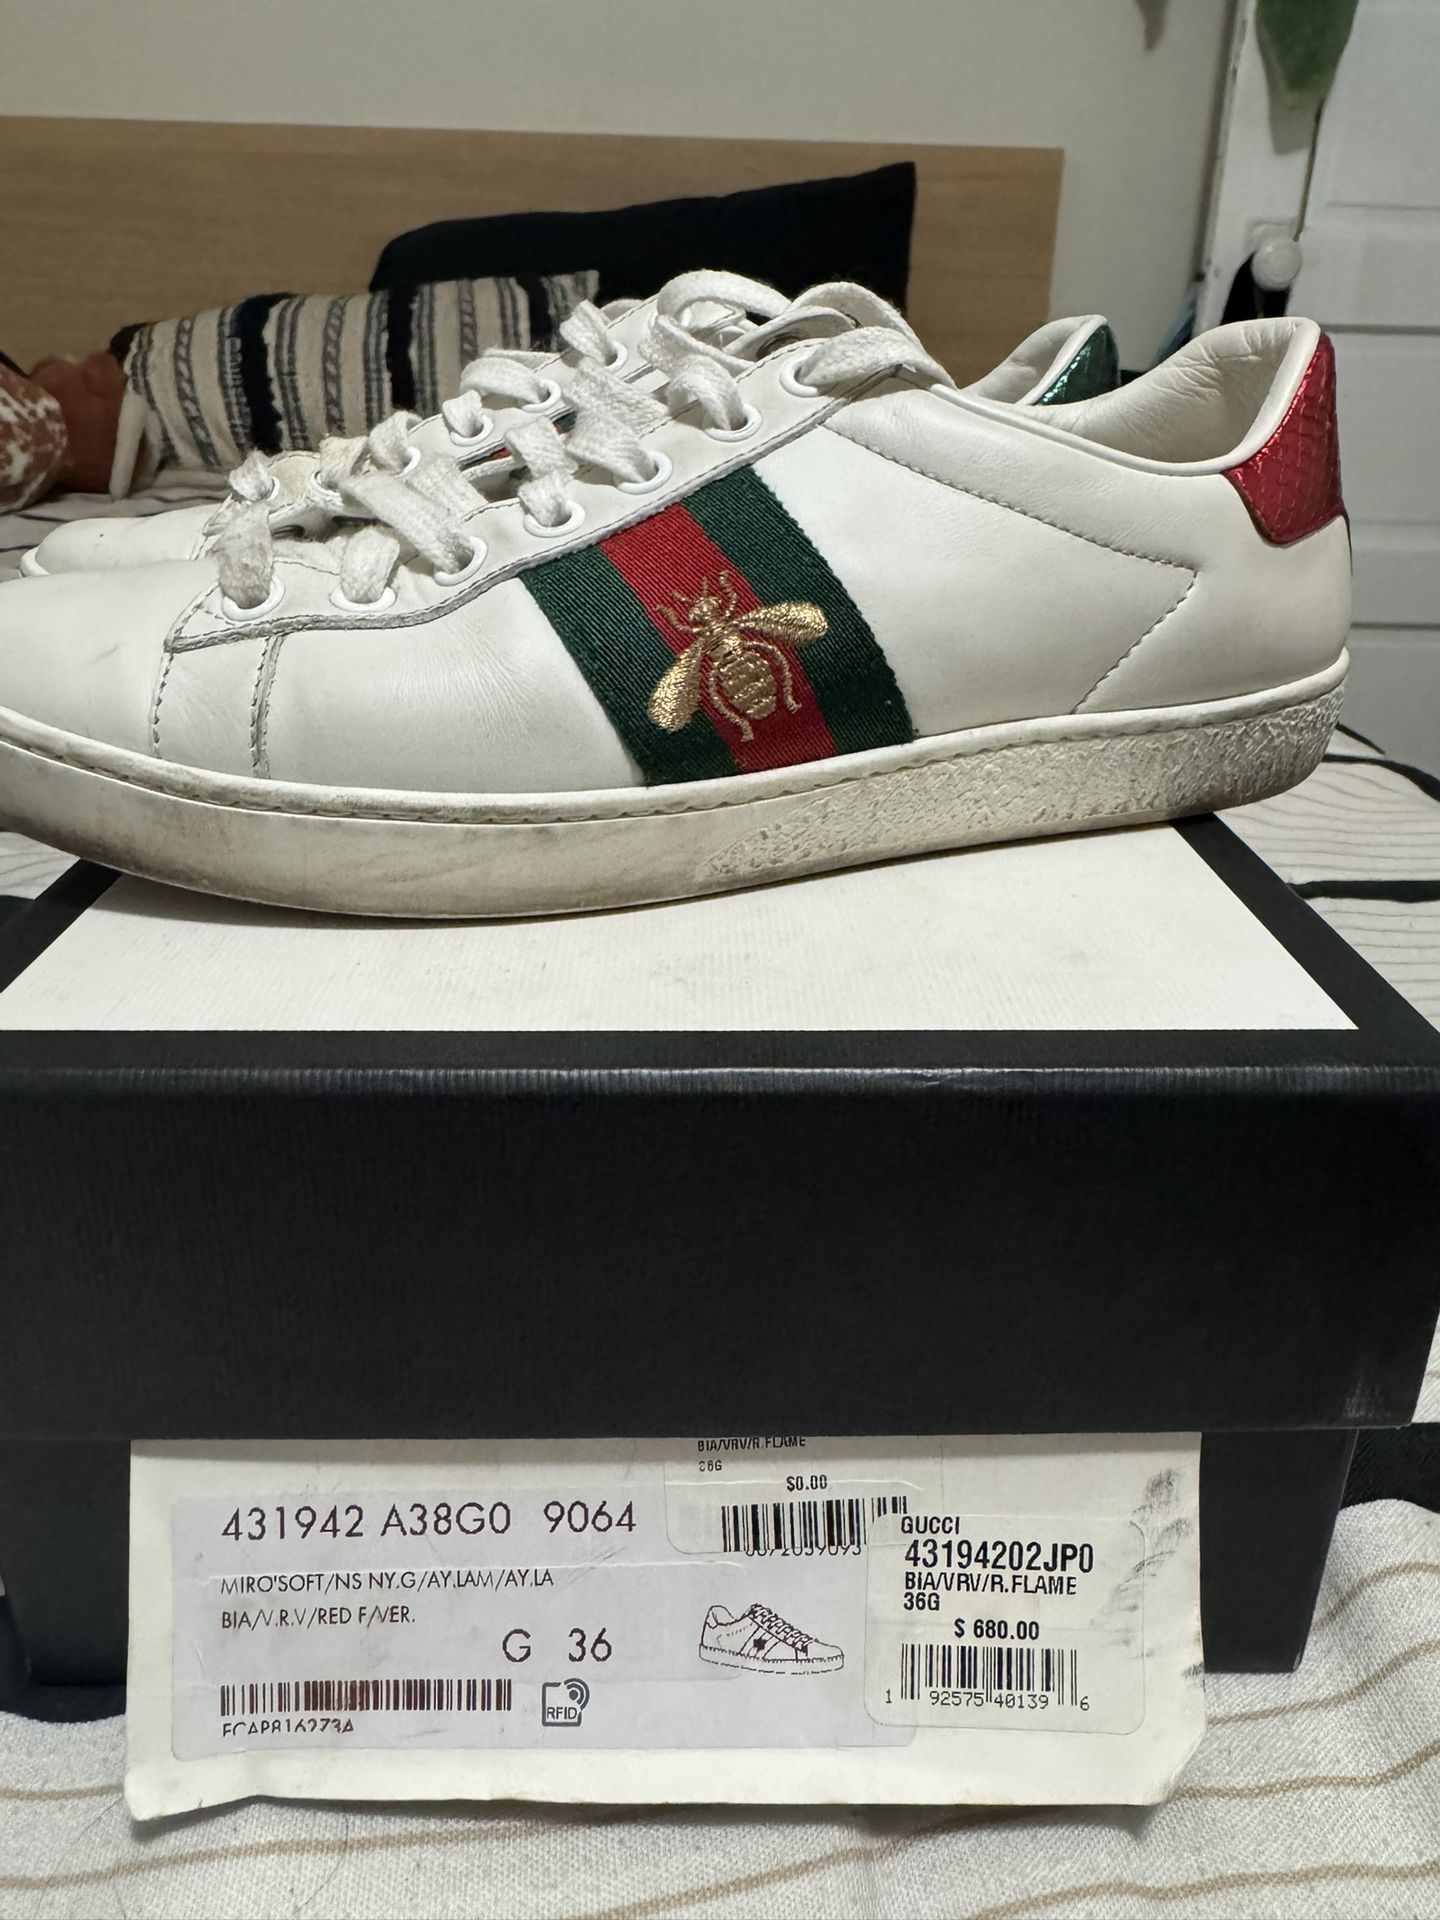 BIA/VRV/R.FLAME
36G
$0.00
431942 A38G0 9064
MIRO'SOFT/NS NY.G/AY.LAM/AY.LA
BIA/V.R.V/RED F/VER.
G 36
RFID
GUCCI
43194202JP0
BIA/VRV/R.FLAME
36G
$ 680.00
1 92575 40139 6